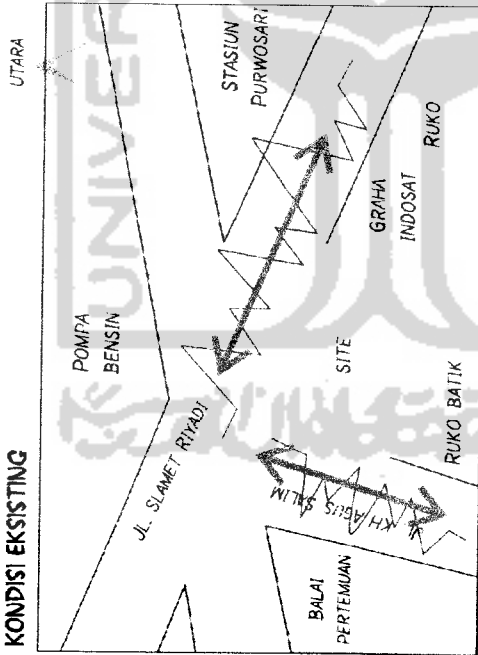 KONDISI EKSISTING
UTARA
POMPA
BENSIN
STASIUN
PURWOSARI
JL. SLAMET RIYADI
SITE
GRAHA
INDOSAT
RUKO
KH AGUS SALIM
RUKO BATIK
BALAI
PERTEMUAN
UNIVER